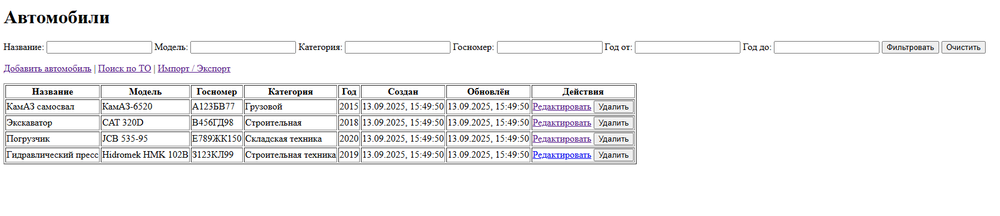 Автомобили
Название: Модель: Категория: Госномер: Год от: Год до: Фильтровать Очистить
Добавить автомобиль | Поиск по ТО | Импорт / Экспорт
Название Модель Госномер Категория Год Создан Обновлён Действия
КамАЗ самосвал КамАЗ-6520 А123БВ77 Грузовой 2015 13.09.2025, 15:49:50 13.09.2025, 15:49:50 Редактировать Удалить
Экскаватор CAT 320D В456ГД98 Строительная 2018 13.09.2025, 15:49:50 13.09.2025, 15:49:50 Редактировать Удалить
Погрузчик JCB 535-95 Е789ЖК150 Складская техника 2020 13.09.2025, 15:49:50 13.09.2025, 15:49:50 Редактировать Удалить
Гидравлический пресс Hidromek HMK 102B З123КЛ99 Строительная техника 2019 13.09.2025, 15:49:50 13.09.2025, 15:49:50 Редактировать Удалить